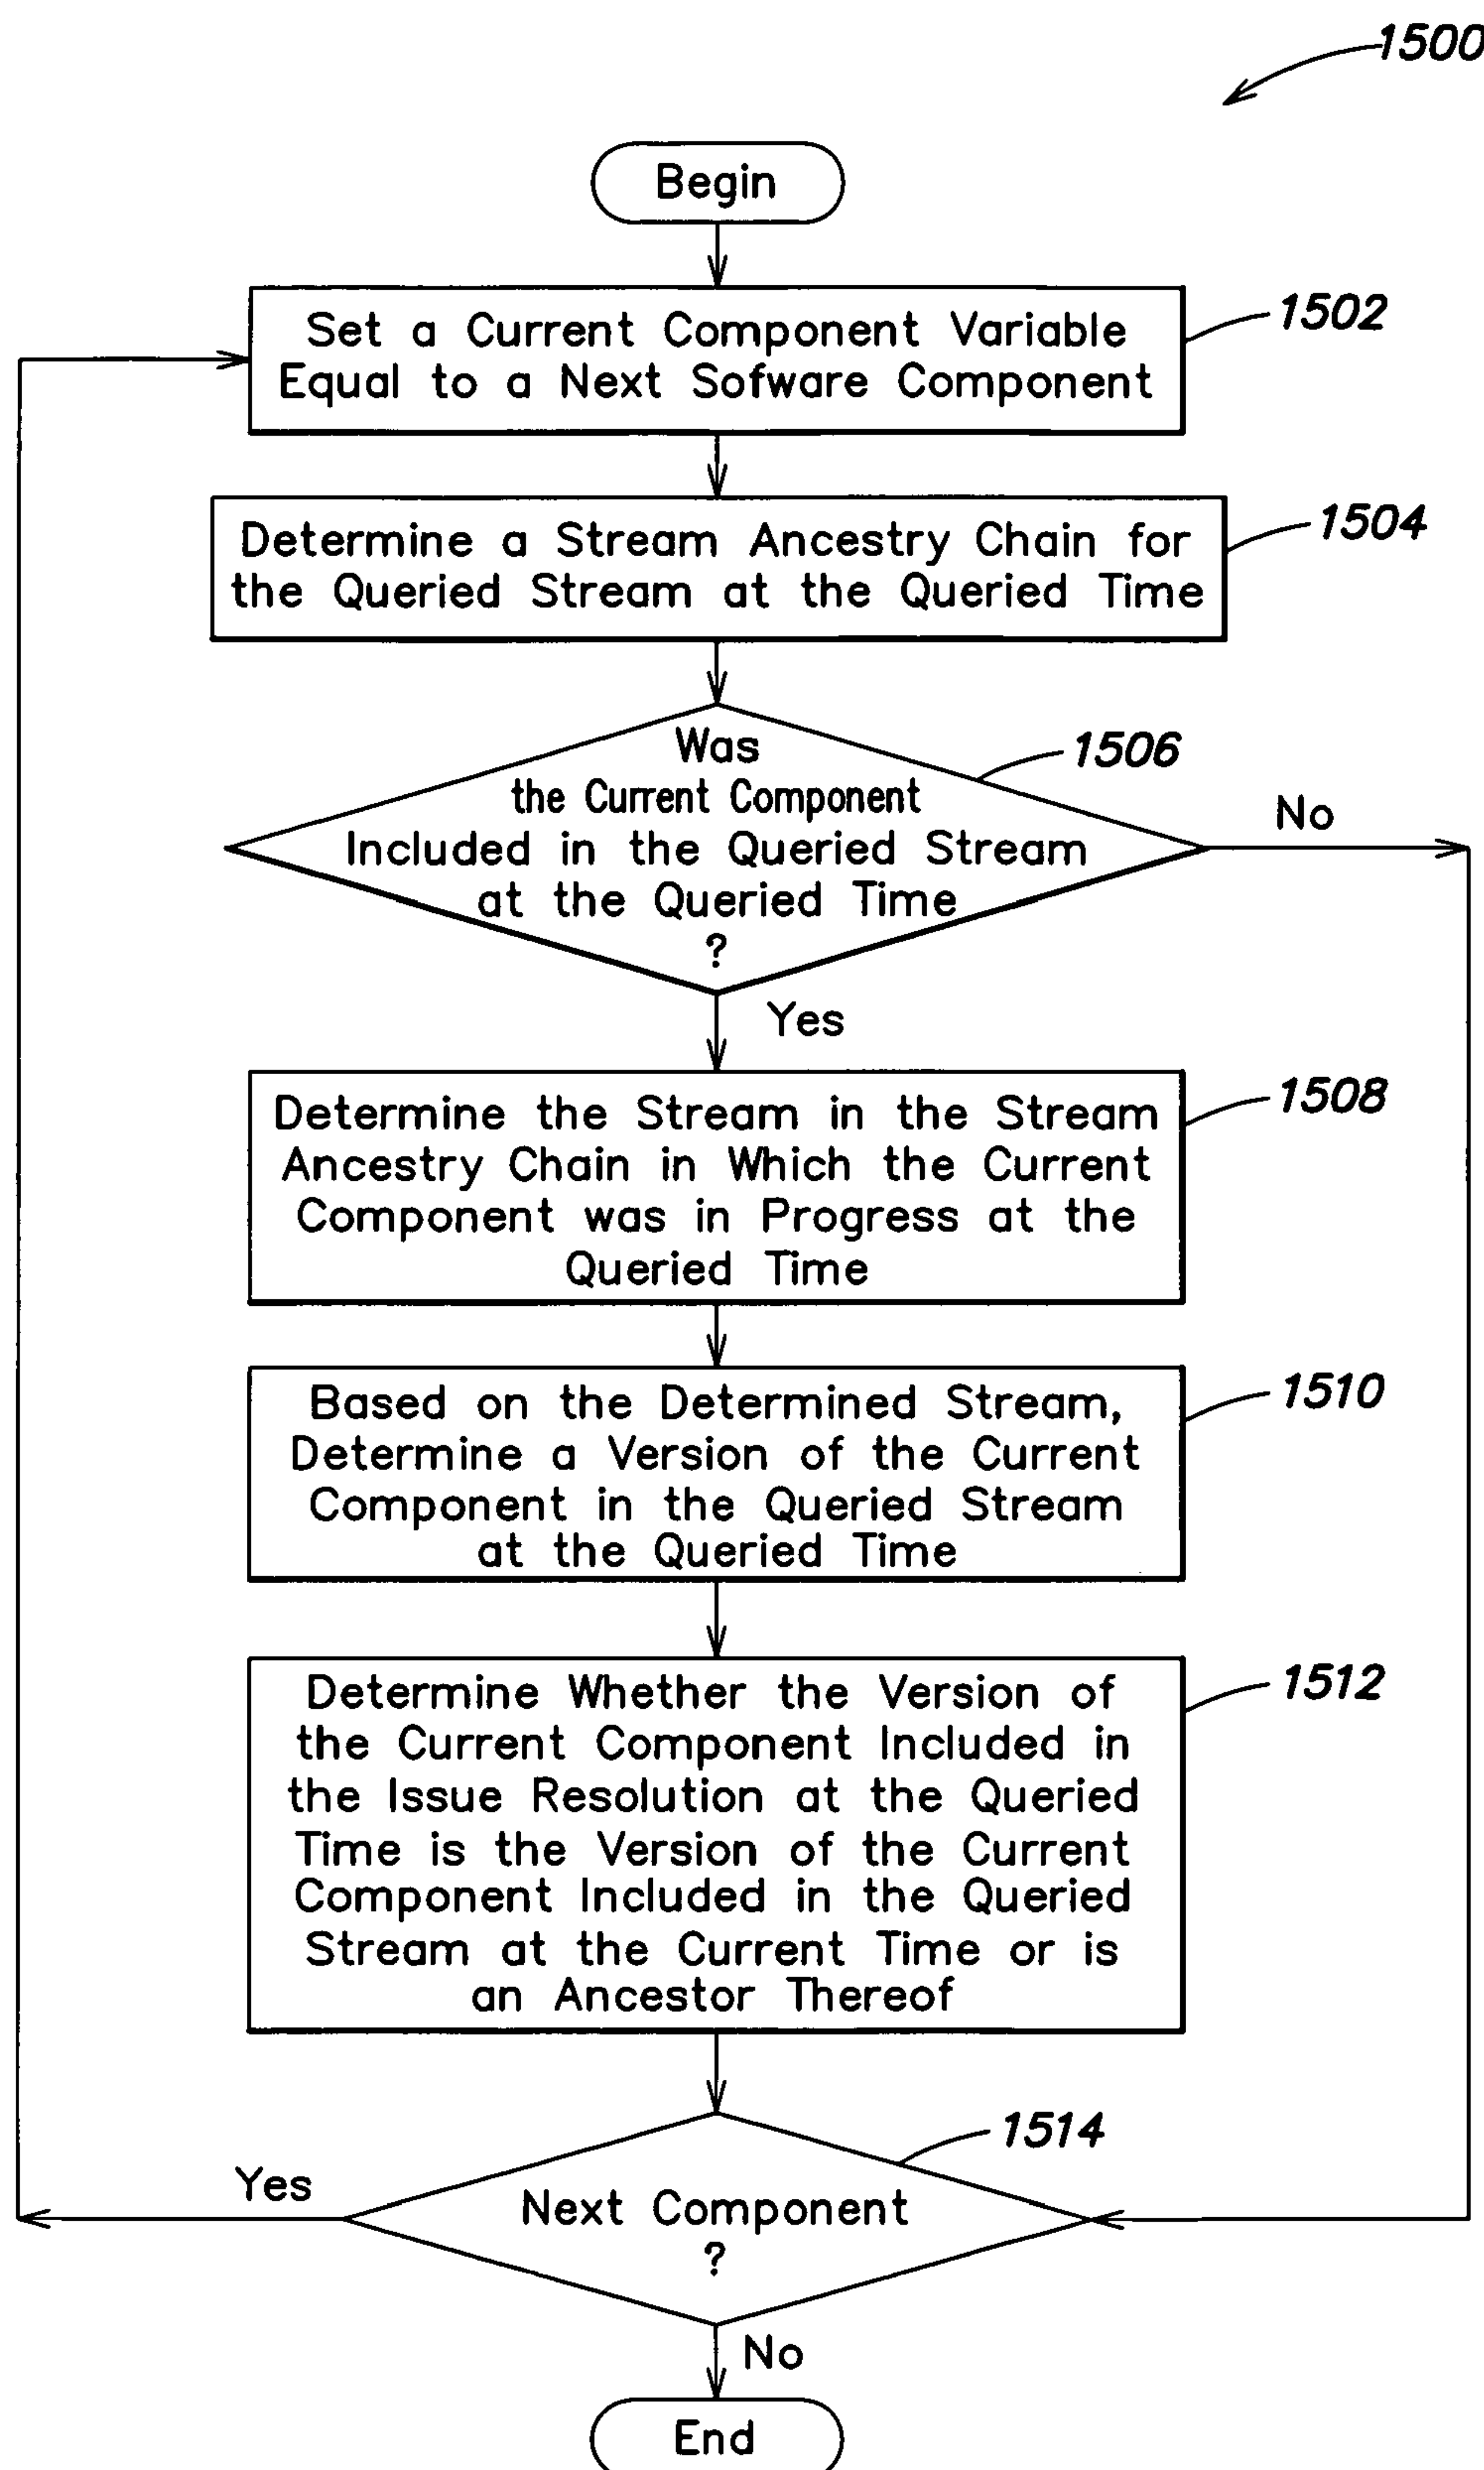 1500
Begin
Set a Current Component Variable
Equal to a Next Sofware Component
1502
Determine a Stream Ancestry Chain for
the Queried Stream at the Queried Time
1504
Was
the Current Component
Included in the Queried Stream
at the Queried Time
?
1506
No
Yes
Determine the Stream in the Stream
Ancestry Chain in Which the Current
Component was in Progress at the
Queried Time
1508
Based on the Determined Stream,
Determine a Version of the Current
Component in the Queried Stream
at the Queried Time
1510
Determine Whether the Version of
the Current Component Included in
the Issue Resolution at the Queried
Time is the Version of the Current
Component Included in the Queried
Stream at the Current Time or is
an Ancestor Thereof
1512
Next Component
?
1514
Yes
No
End